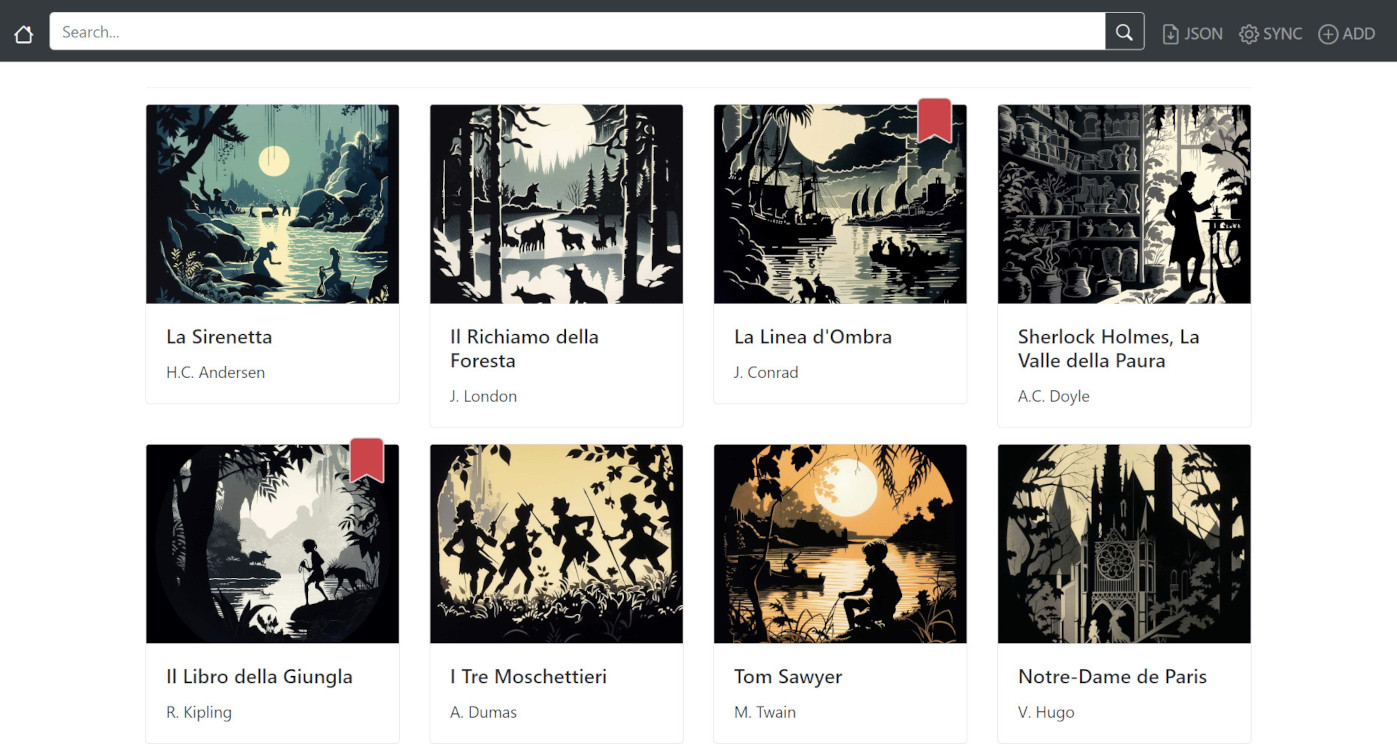 Search...
JSON
SYNC
ADD
La Sirenetta
H.C. Andersen
Il Richiamo della
Foresta
J. London
La Linea d'Ombra
J. Conrad
Sherlock Holmes, La
Valle della Paura
A.C. Doyle
Il Libro della Giungla
R. Kipling
I Tre Moschettieri
A. Dumas
Tom Sawyer
M. Twain
Notre-Dame de Paris
V. Hugo